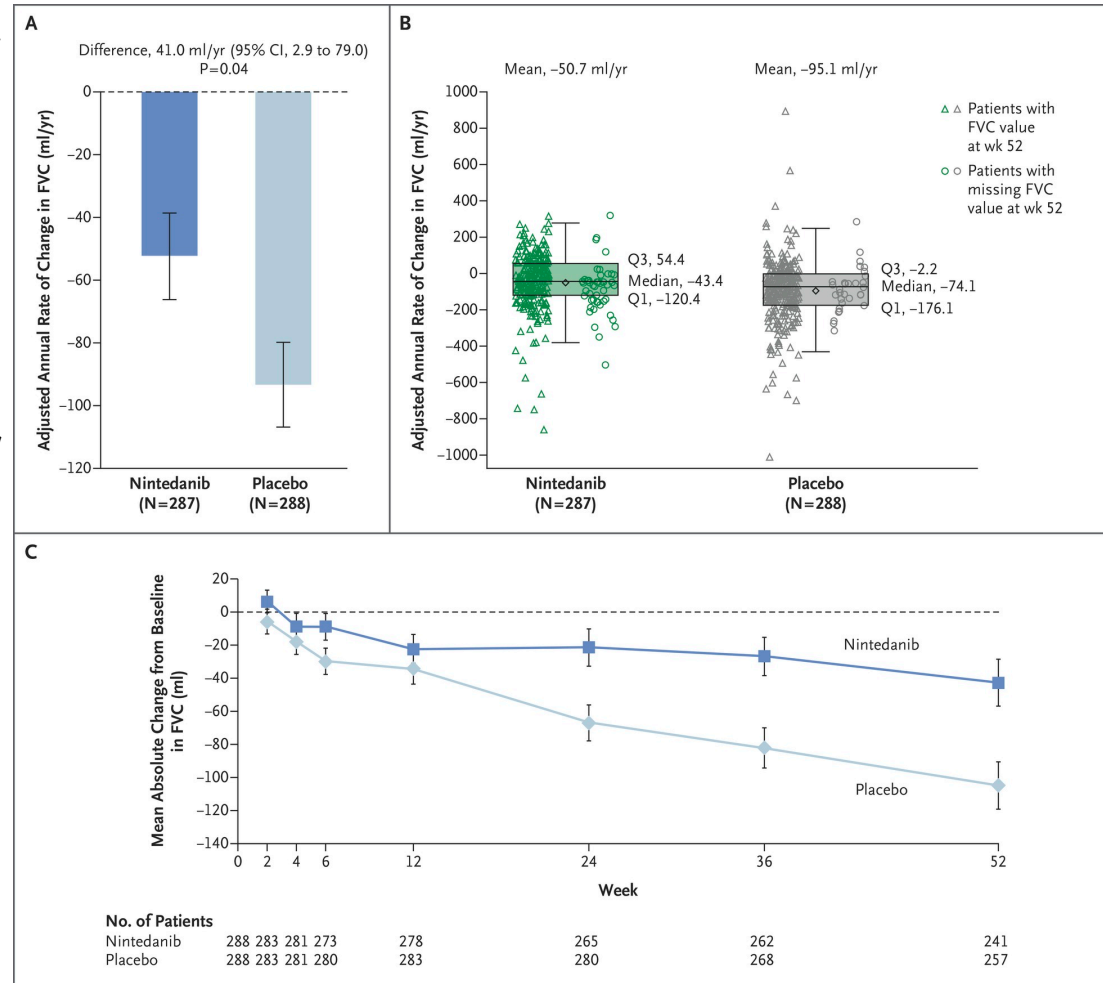 A
Difference, 41.0 ml/yr (95% CI, 2.9 to 79.0)
P=0.04
Adjusted Annual Rate of Change in FVC (ml/yr)
0
−20
−40
−60
−80
−100
−120
Nintedanib
(N=287)
Placebo
(N=288)
B
Mean, −50.7 ml/yr
Mean, −95.1 ml/yr
Adjusted Annual Rate of Change in FVC (ml/yr)
1000
800
600
400
200
0
−200
−400
−600
−800
−1000
Q3, 54.4
Median, −43.4
Q1, −120.4
Q3, −2.2
Median, −74.1
Q1, −176.1
Patients with
FVC value
at wk 52
Patients with
missing FVC
value at wk 52
Nintedanib
(N=287)
Placebo
(N=288)
C
Mean Absolute Change from Baseline
in FVC (ml)
20
0
−20
−40
−60
−80
−100
−120
−140
Nintedanib
Placebo
0 2 4 6 12 24 36 52
Week
No. of Patients
Nintedanib 288 283 281 273 278 265 262 241
Placebo 288 283 281 280 283 280 268 257